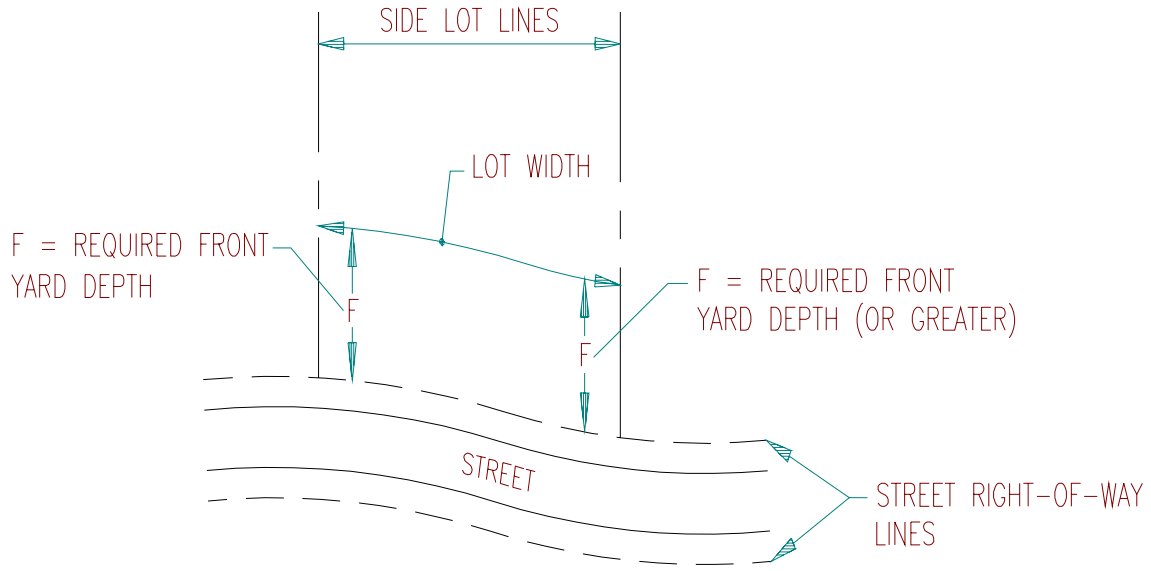 SIDE LOT LINES
LOT WIDTH
F = REQUIRED FRONT
YARD DEPTH
F
F = REQUIRED FRONT
YARD DEPTH (OR GREATER)
F
STREET
STREET RIGHT-OF-WAY
LINES